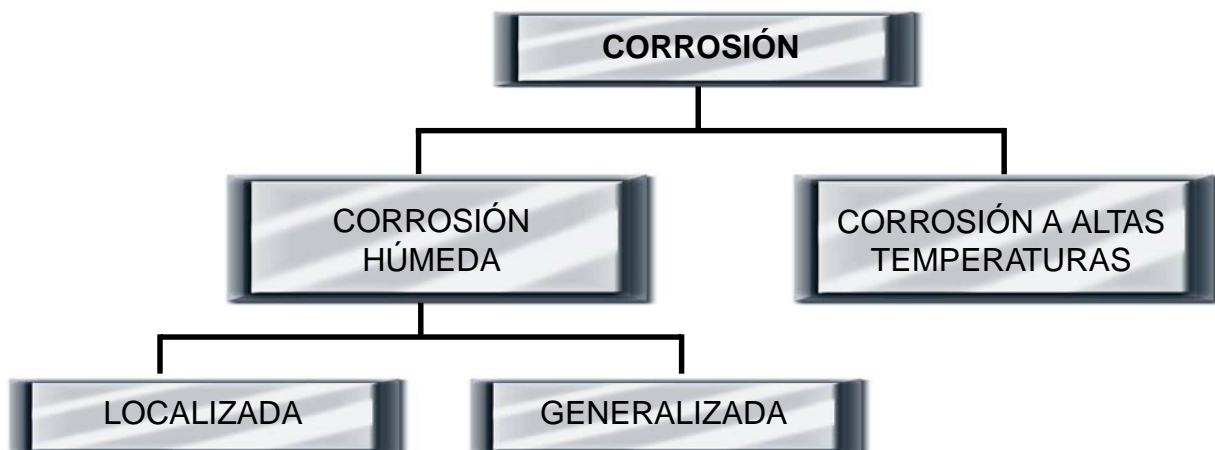 CORROSIÓN
CORROSIÓN
HÚMEDA
CORROSIÓN A ALTAS
TEMPERATURAS
LOCALIZADA
GENERALIZADA